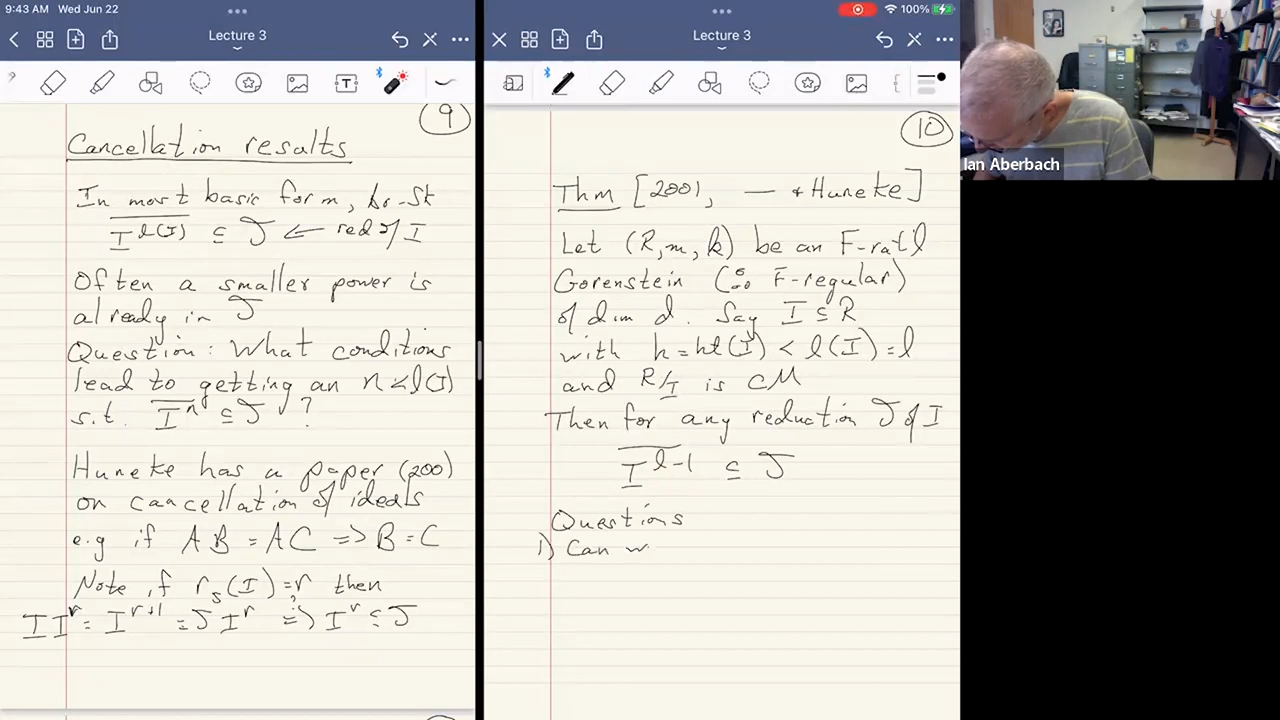 9:43 AM Wed Jun 22
100%
Lecture 3
Lecture 3
9
Cancellation results
In most basic form, br-sk
\overline{I^{l(I)}} ⊆ J ← red of I
Often a smaller power is
already in J
Question: What conditions
lead to getting an n < l(I)
s.t. \overline{I^n} ⊆ J ?
Huneke has a paper (200)
on cancellation of ideals
e.g if AB = AC ⇒ B = C
Note if r_J(I) = r then
I I^r = I^{r+1} = J I^r ?⇒ I^r ⊆ J
10
Thm [2001, — + Huneke]
Let (R, m, k) be an F-rat'l
Gorenstein (∴ F-regular)
of dim d. Say I ⊆ R
with h = ht(I) < l(I) = l
and R/I is CM
Then for any reduction J of I
\overline{I^{l-1}} ⊆ J
Questions
1) Can w
Ian Aberbach